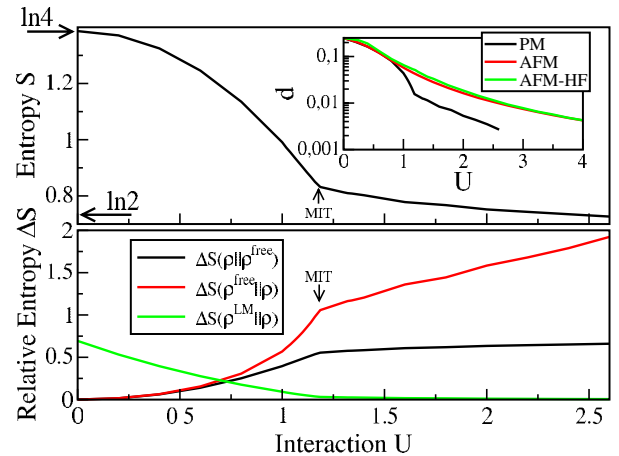 ln4
1.4
1.2
1
0.8
Entropy S
ln2
MIT
0,1
0,01
0,001
d
0 1 2 3 4
U
PM
AFM
AFM-HF
2
1.5
1
0.5
0
Relative Entropy ΔS
ΔS(ρ||ρ^free)
ΔS(ρ^free||ρ)
ΔS(ρ^LM||ρ)
MIT
0 0.5 1 1.5 2 2.5
Interaction U